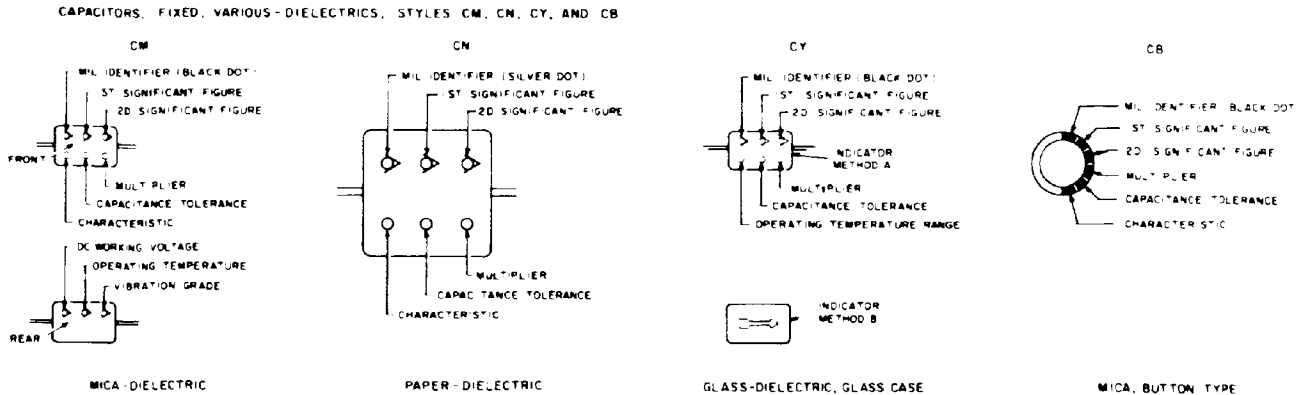 CAPACITORS, FIXED, VARIOUS-DIELECTRICS, STYLES CM, CN, CY, AND CB
CM
MIL IDENTIFIER (BLACK DOT)
1ST SIGNIFICANT FIGURE
2D SIGNIFICANT FIGURE
FRONT
MULTIPLIER
CAPACITANCE TOLERANCE
CHARACTERISTIC
DC WORKING VOLTAGE
OPERATING TEMPERATURE
VIBRATION GRADE
REAR
MICA-DIELECTRIC
CN
MIL IDENTIFIER (SILVER DOT)
1ST SIGNIFICANT FIGURE
2D SIGNIFICANT FIGURE
MULTIPLIER
CAPACITANCE TOLERANCE
CHARACTERISTIC
PAPER-DIELECTRIC
CY
MIL IDENTIFIER (BLACK DOT)
1ST SIGNIFICANT FIGURE
2D SIGNIFICANT FIGURE
INDICATOR
METHOD A
MULTIPLIER
CAPACITANCE TOLERANCE
OPERATING TEMPERATURE RANGE
INDICATOR
METHOD B
GLASS-DIELECTRIC, GLASS CASE
CB
MIL IDENTIFIER (BLACK DOT)
1ST SIGNIFICANT FIGURE
2D SIGNIFICANT FIGURE
MULTIPLIER
CAPACITANCE TOLERANCE
CHARACTERISTIC
MICA, BUTTON TYPE